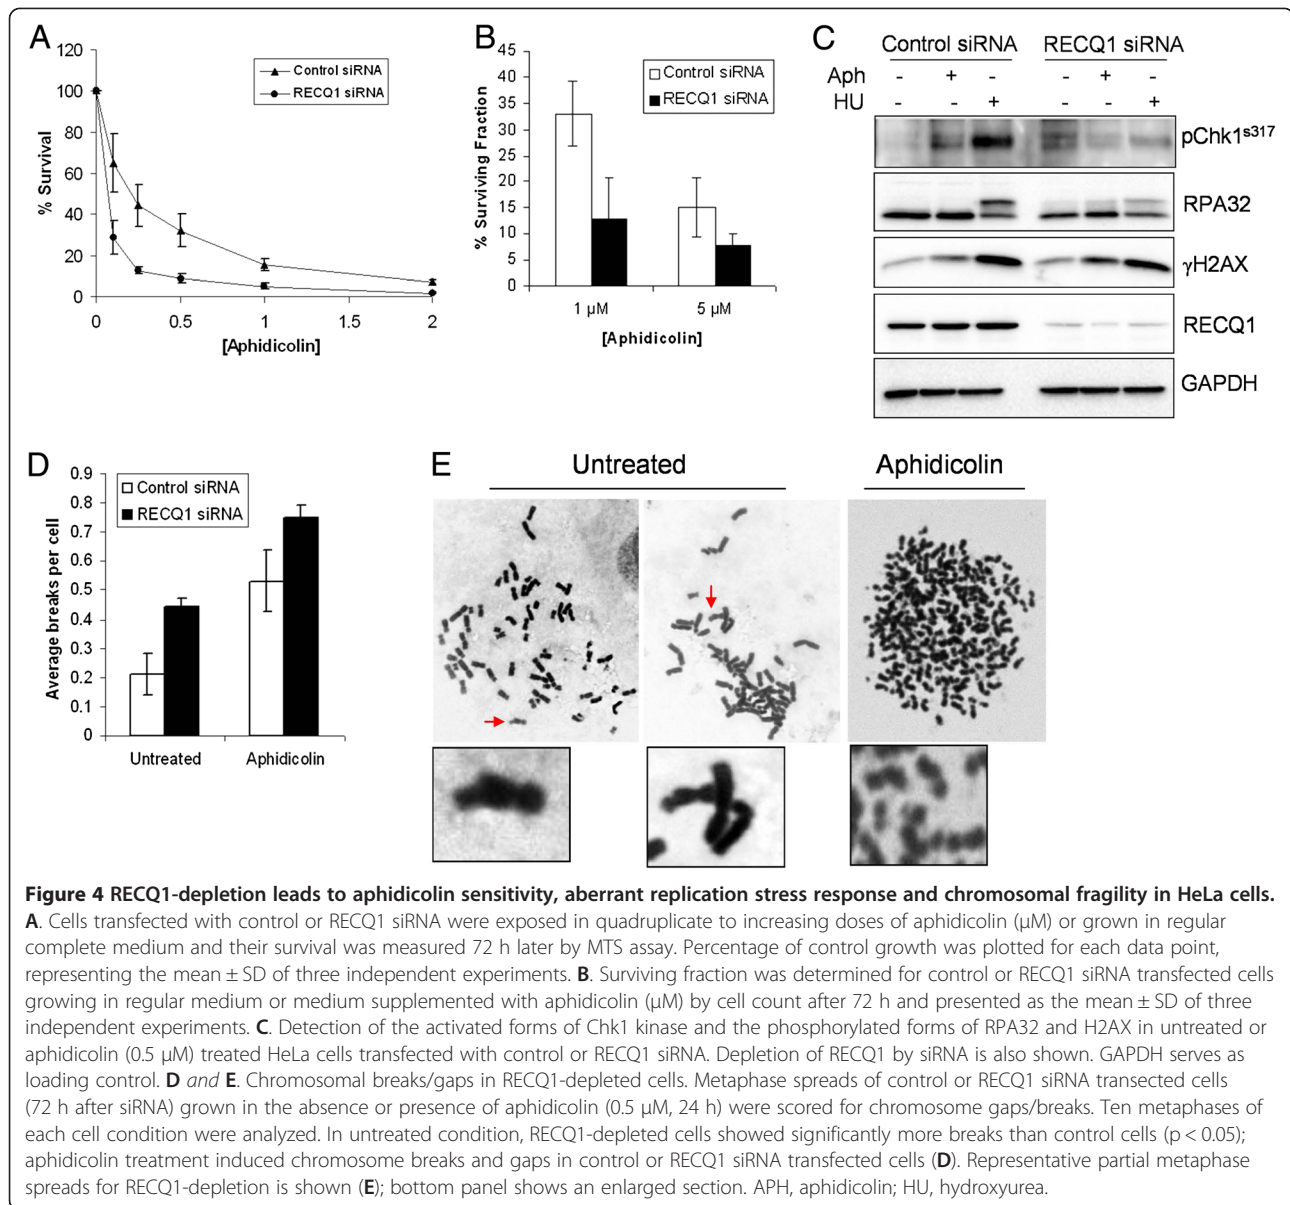 A
120
100
80
60
40
20
0
% Survival
Control siRNA
RECQ1 siRNA
0
0.5
1
1.5
2
[Aphidicolin]
B
45
40
35
30
25
20
15
10
5
0
% Surviving Fraction
Control siRNA
RECQ1 siRNA
1 µM
5 µM
[Aphidicolin]
C
Control siRNA RECQ1 siRNA
Aph - + - - + -
HU - - + - - +
pChk1s317
RPA32
γH2AX
RECQ1
GAPDH
D
0.9
0.8
0.7
0.6
0.5
0.4
0.3
0.2
0.1
0
Average breaks per cell
Control siRNA
RECQ1 siRNA
Untreated
Aphidicolin
E
Untreated
Aphidicolin
Figure 4 RECQ1-depletion leads to aphidicolin sensitivity, aberrant replication stress response and chromosomal fragility in HeLa cells.
A. Cells transfected with control or RECQ1 siRNA were exposed in quadruplicate to increasing doses of aphidicolin (µM) or grown in regular
complete medium and their survival was measured 72 h later by MTS assay. Percentage of control growth was plotted for each data point,
representing the mean ± SD of three independent experiments. B. Surviving fraction was determined for control or RECQ1 siRNA transfected cells
growing in regular medium or medium supplemented with aphidicolin (µM) by cell count after 72 h and presented as the mean ± SD of three
independent experiments. C. Detection of the activated forms of Chk1 kinase and the phosphorylated forms of RPA32 and H2AX in untreated or
aphidicolin (0.5 µM) treated HeLa cells transfected with control or RECQ1 siRNA. Depletion of RECQ1 by siRNA is also shown. GAPDH serves as
loading control. D and E. Chromosomal breaks/gaps in RECQ1-depleted cells. Metaphase spreads of control or RECQ1 siRNA transected cells
(72 h after siRNA) grown in the absence or presence of aphidicolin (0.5 µM, 24 h) were scored for chromosome gaps/breaks. Ten metaphases of
each cell condition were analyzed. In untreated condition, RECQ1-depleted cells showed significantly more breaks than control cells (p < 0.05);
aphidicolin treatment induced chromosome breaks and gaps in control or RECQ1 siRNA transfected cells (D). Representative partial metaphase
spreads for RECQ1-depletion is shown (E); bottom panel shows an enlarged section. APH, aphidicolin; HU, hydroxyurea.